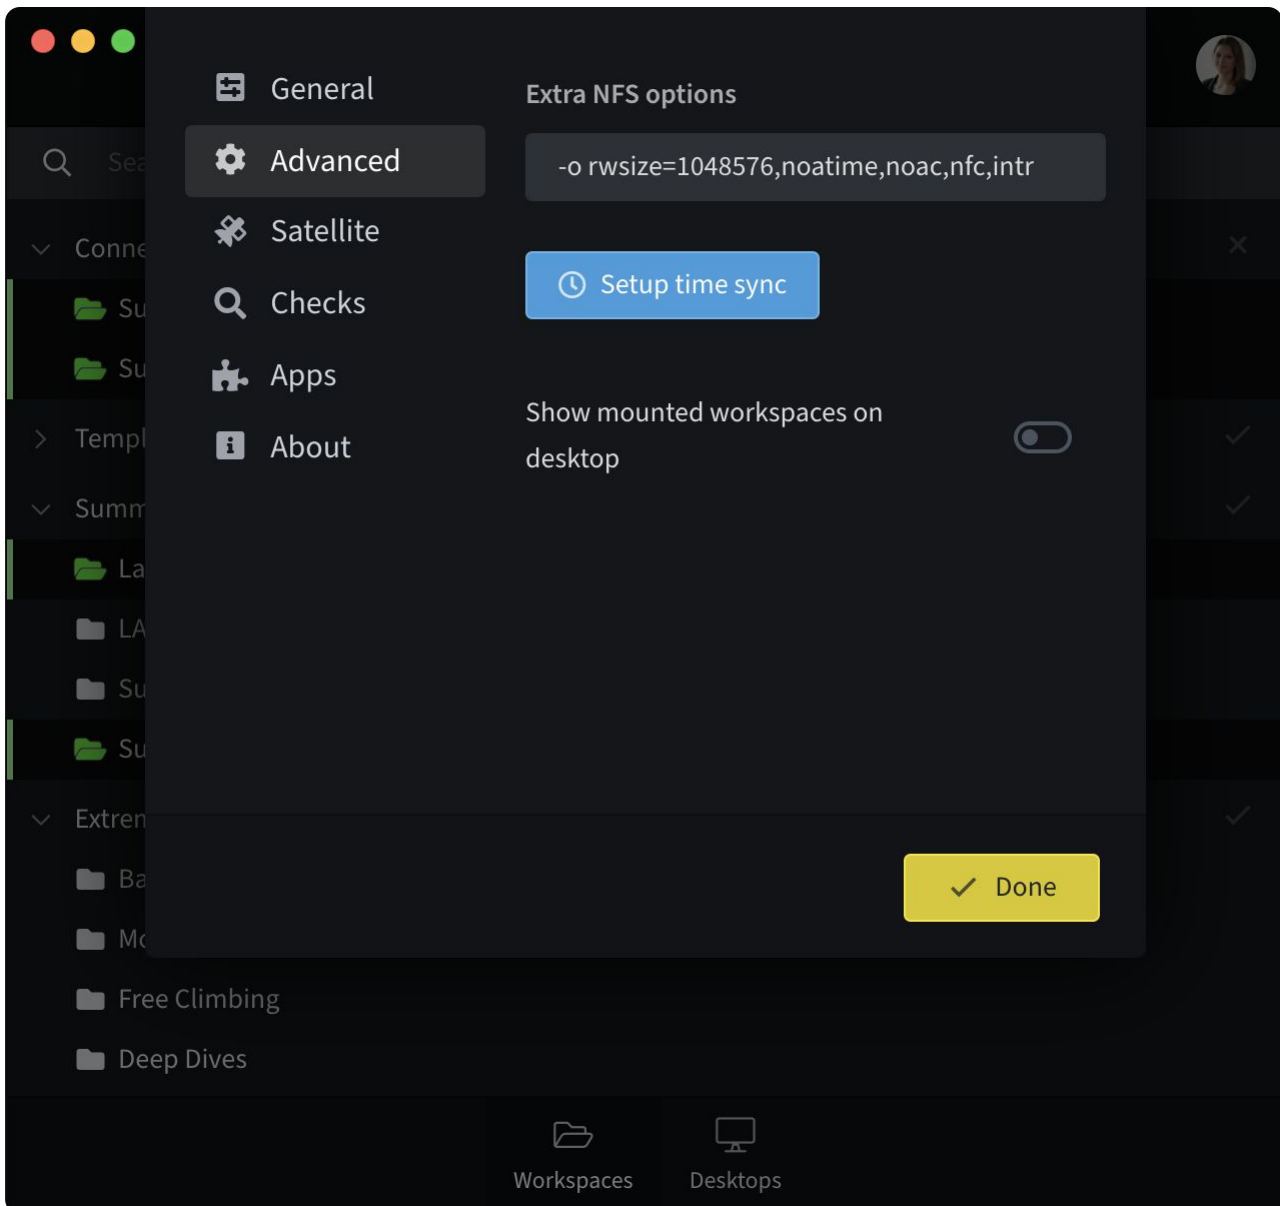 General
Advanced
Satellite
Checks
Apps
About
Extra NFS options
-o rwsize=1048576,noatime,noac,nfc,intr
Setup time sync
Show mounted workspaces on
desktop
Done
Free Climbing
Deep Dives
Workspaces
Desktops